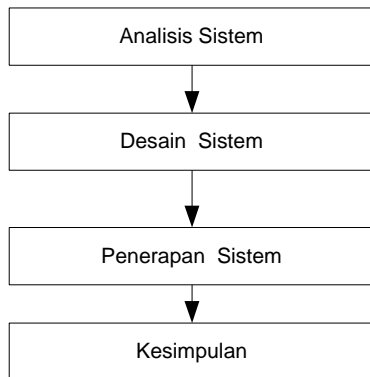 Analisis Sistem
Desain Sistem
Penerapan Sistem
Kesimpulan